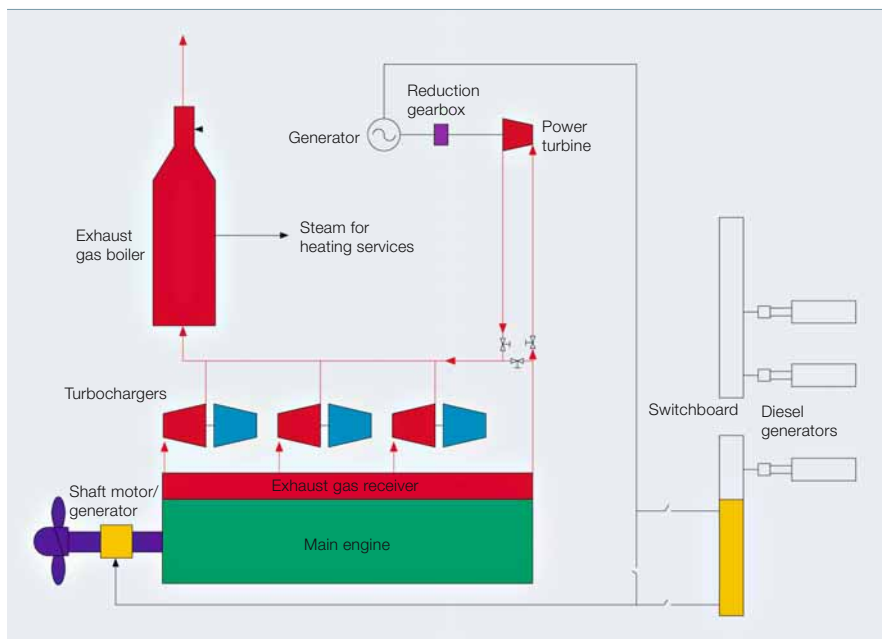 Reduction
gearbox
Generator
Power
turbine
Exhaust
gas boiler
Steam for
heating services
Turbochargers
Switchboard
Diesel
generators
Shaft motor/
generator
Exhaust gas receiver
Main engine